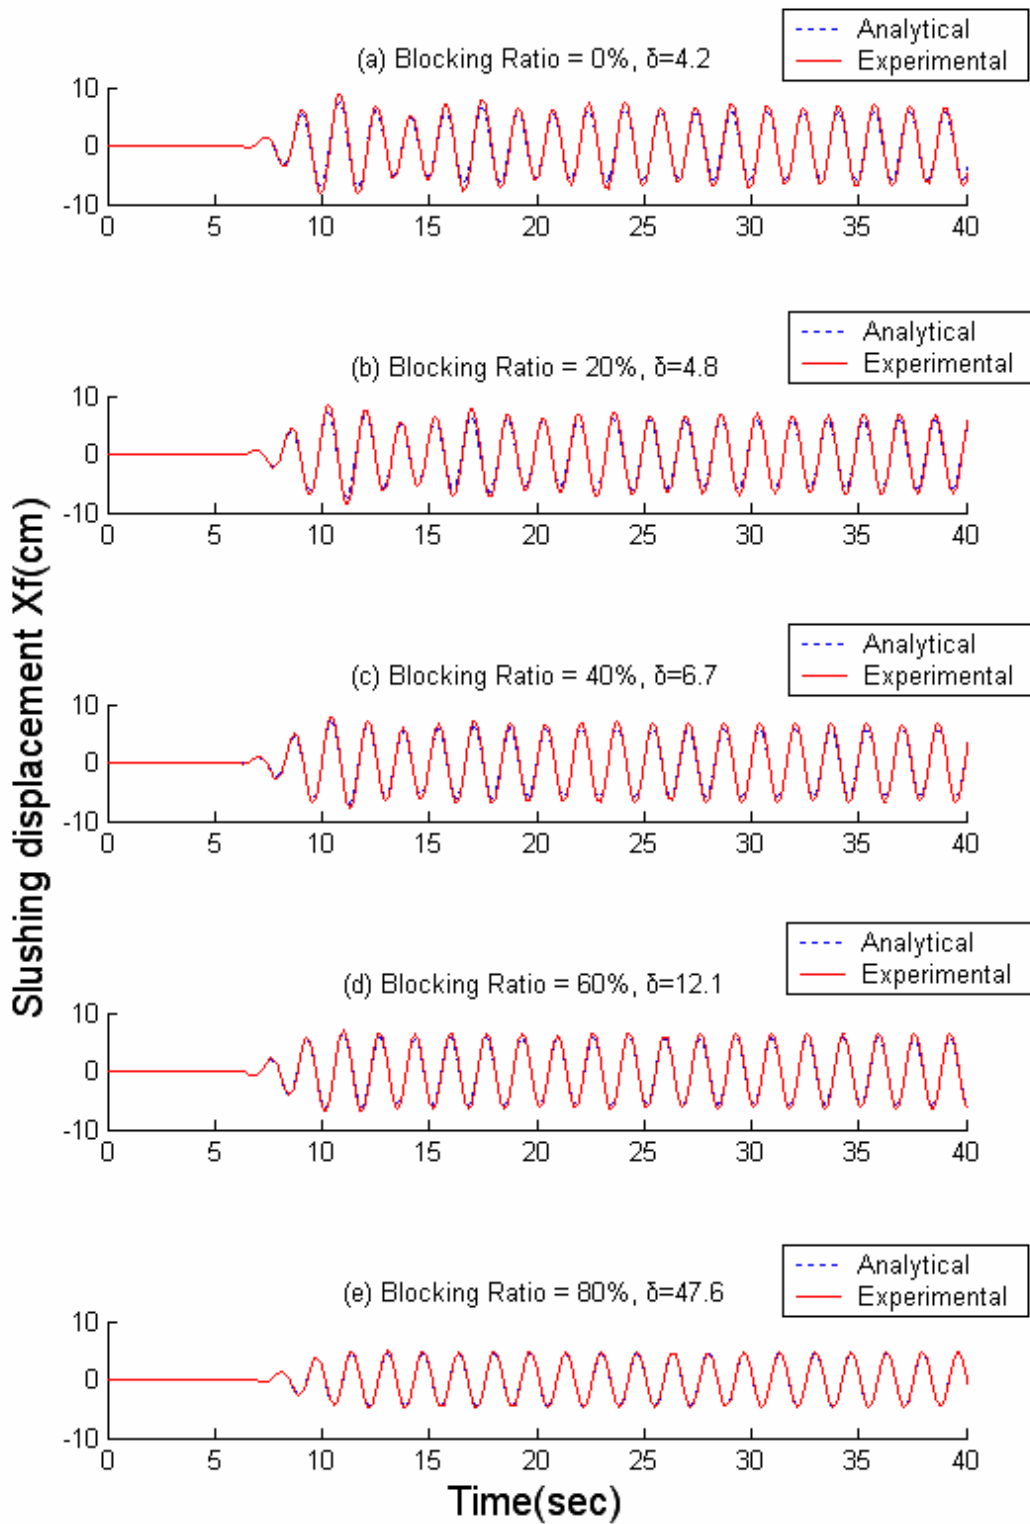 Analytical
Experimental
(a) Blocking Ratio = 0%, δ=4.2
10
0
-10
0 5 10 15 20 25 30 35 40
Analytical
Experimental
(b) Blocking Ratio = 20%, δ=4.8
10
0
-10
0 5 10 15 20 25 30 35 40
Analytical
Experimental
(c) Blocking Ratio = 40%, δ=6.7
10
0
-10
0 5 10 15 20 25 30 35 40
Slushing displacement Xf(cm)
Analytical
Experimental
(d) Blocking Ratio = 60%, δ=12.1
10
0
-10
0 5 10 15 20 25 30 35 40
Analytical
Experimental
(e) Blocking Ratio = 80%, δ=47.6
10
0
-10
0 5 10 15 20 25 30 35 40
Time(sec)